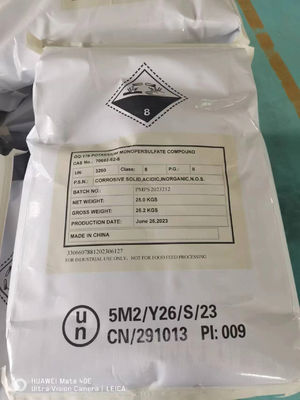 8
OG 170 POTASSIUM MONOPERSULFATE COMPOUND
CAS No. 70693-62-8
UN: 3260 Class: 8 P.G: II
P.S.N.: CORROSIVE SOLID,ACIDIC,INORGANIC,N.O.S.
BATCH NO: PMPS2023212
NET WEIGHT: 25.0 KGS
GROSS WEIGHT: 25.2 KGS
PRODUCTION DATE: June 25,2023
MADE IN CHINA
3306607881202306127
FOR INDUSTRIAL USE ONLY, NOT FOR FOOD FEED PROCESSING
un 5M2/Y26/S/23
CN/291013 PI: 009
HUAWEI Mate 40E
Ultra Vision Camera | LEICA